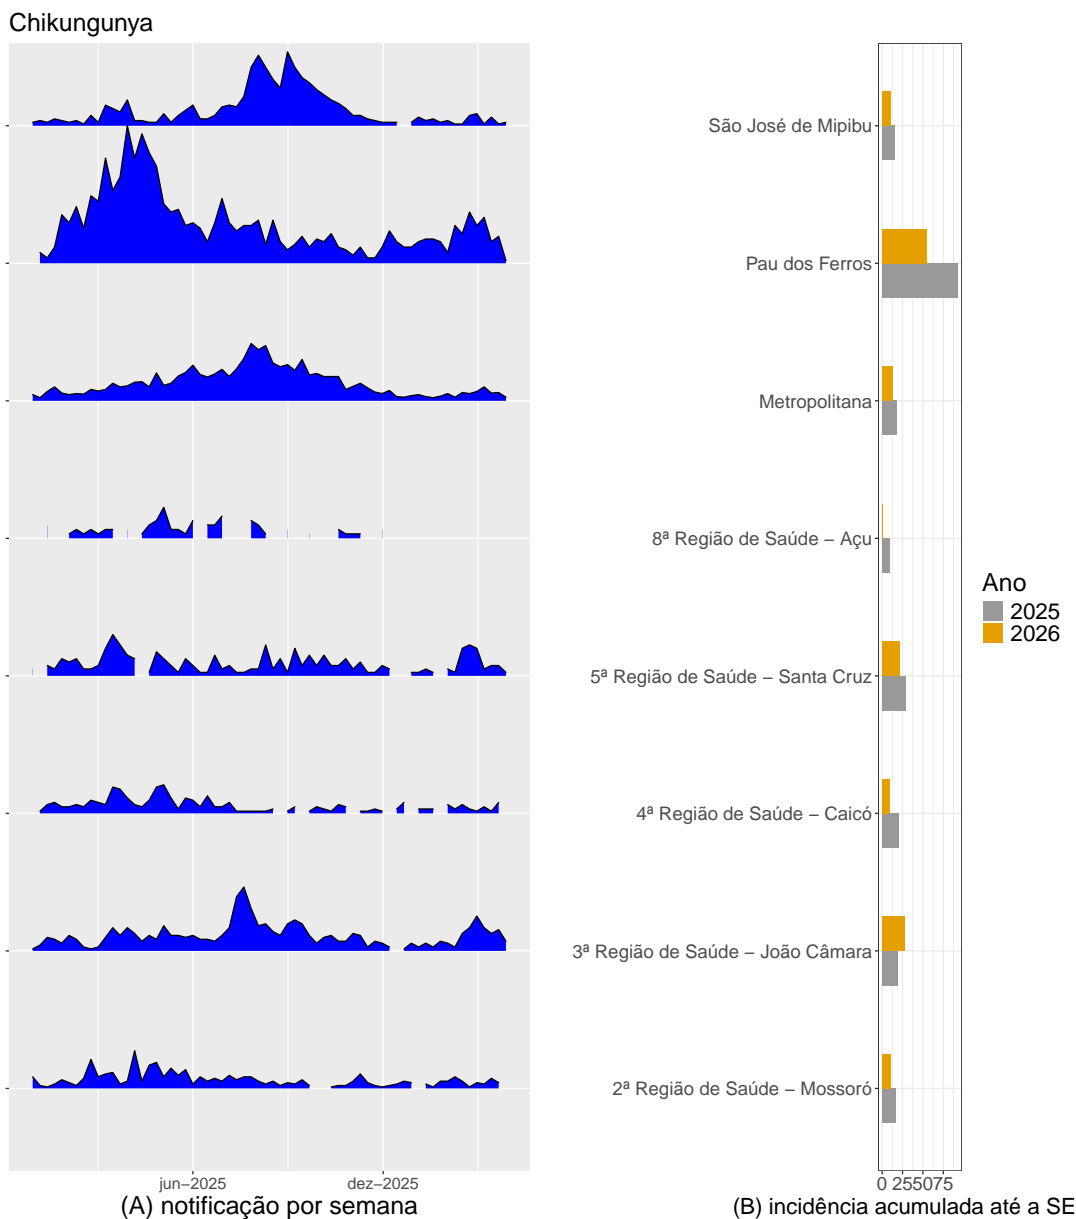 Chikungunya
São José de Mipibu
Pau dos Ferros
Metropolitana
8ª Região de Saúde – Açu
5ª Região de Saúde – Santa Cruz
4ª Região de Saúde – Caicó
3ª Região de Saúde – João Câmara
2ª Região de Saúde – Mossoró
Ano
2025
2026
jun–2025 dez–2025
0 255075
(A) notificação por semana
(B) incidência acumulada até a SE